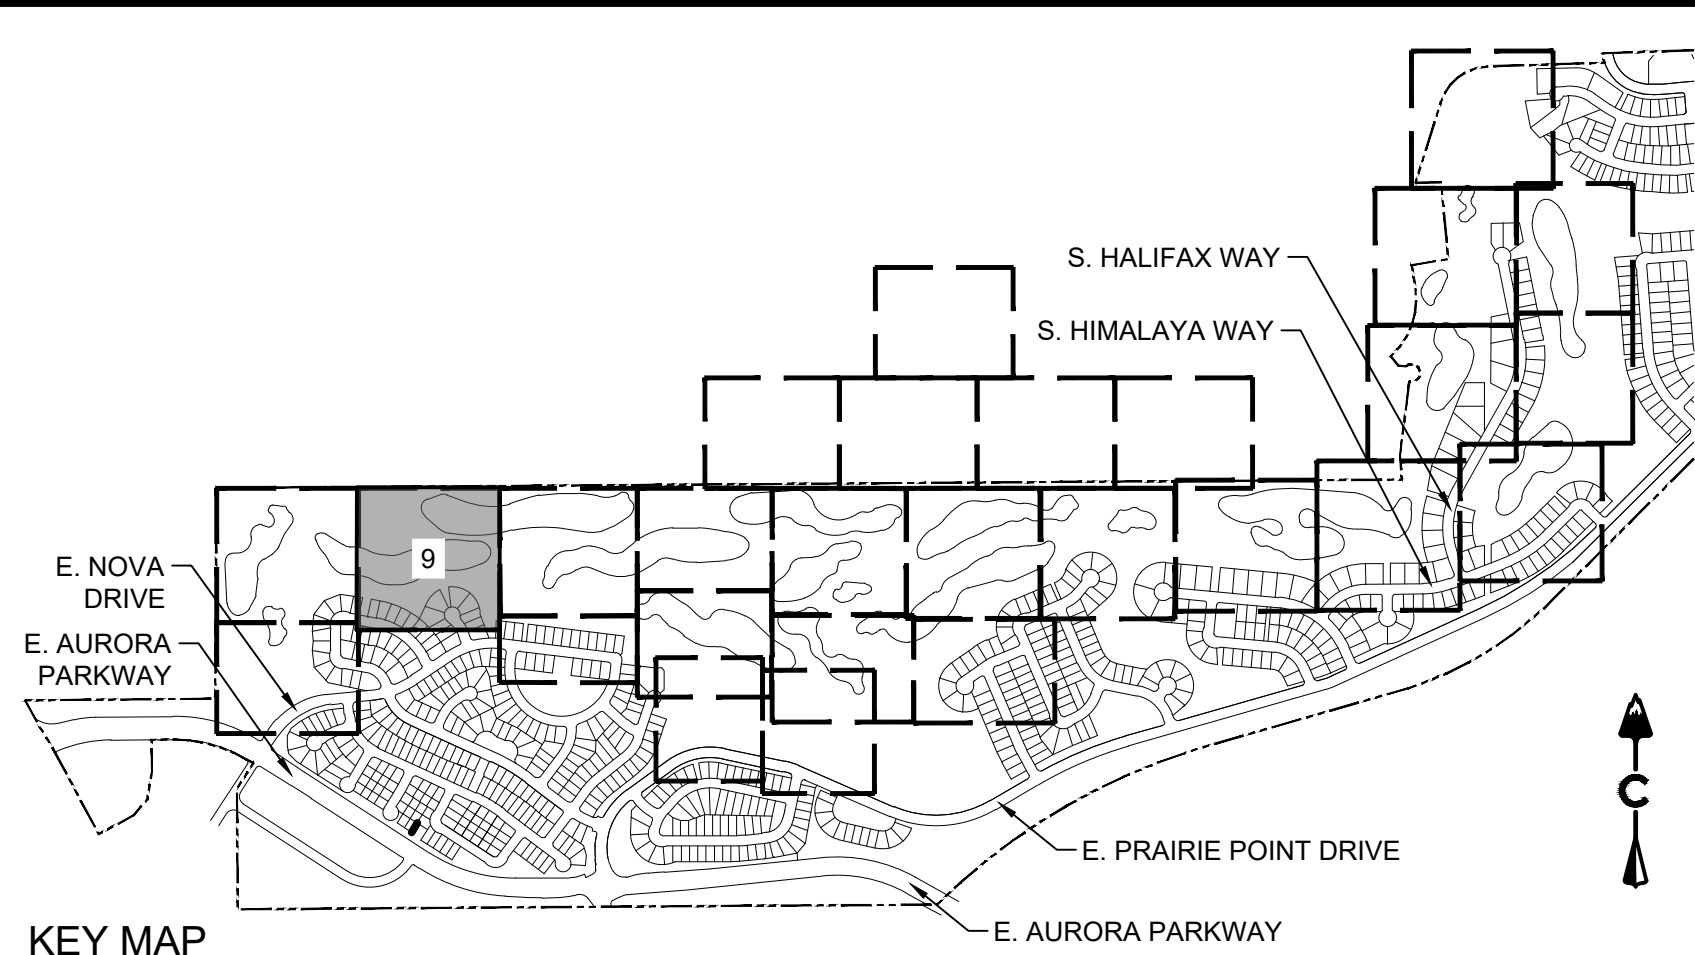 S. HALIFAX WAY
S. HIMALAYA WAY
9
E. NOVA
DRIVE
E. AURORA
PARKWAY
C
E. PRAIRIE POINT DRIVE
E. AURORA PARKWAY
KEY MAP